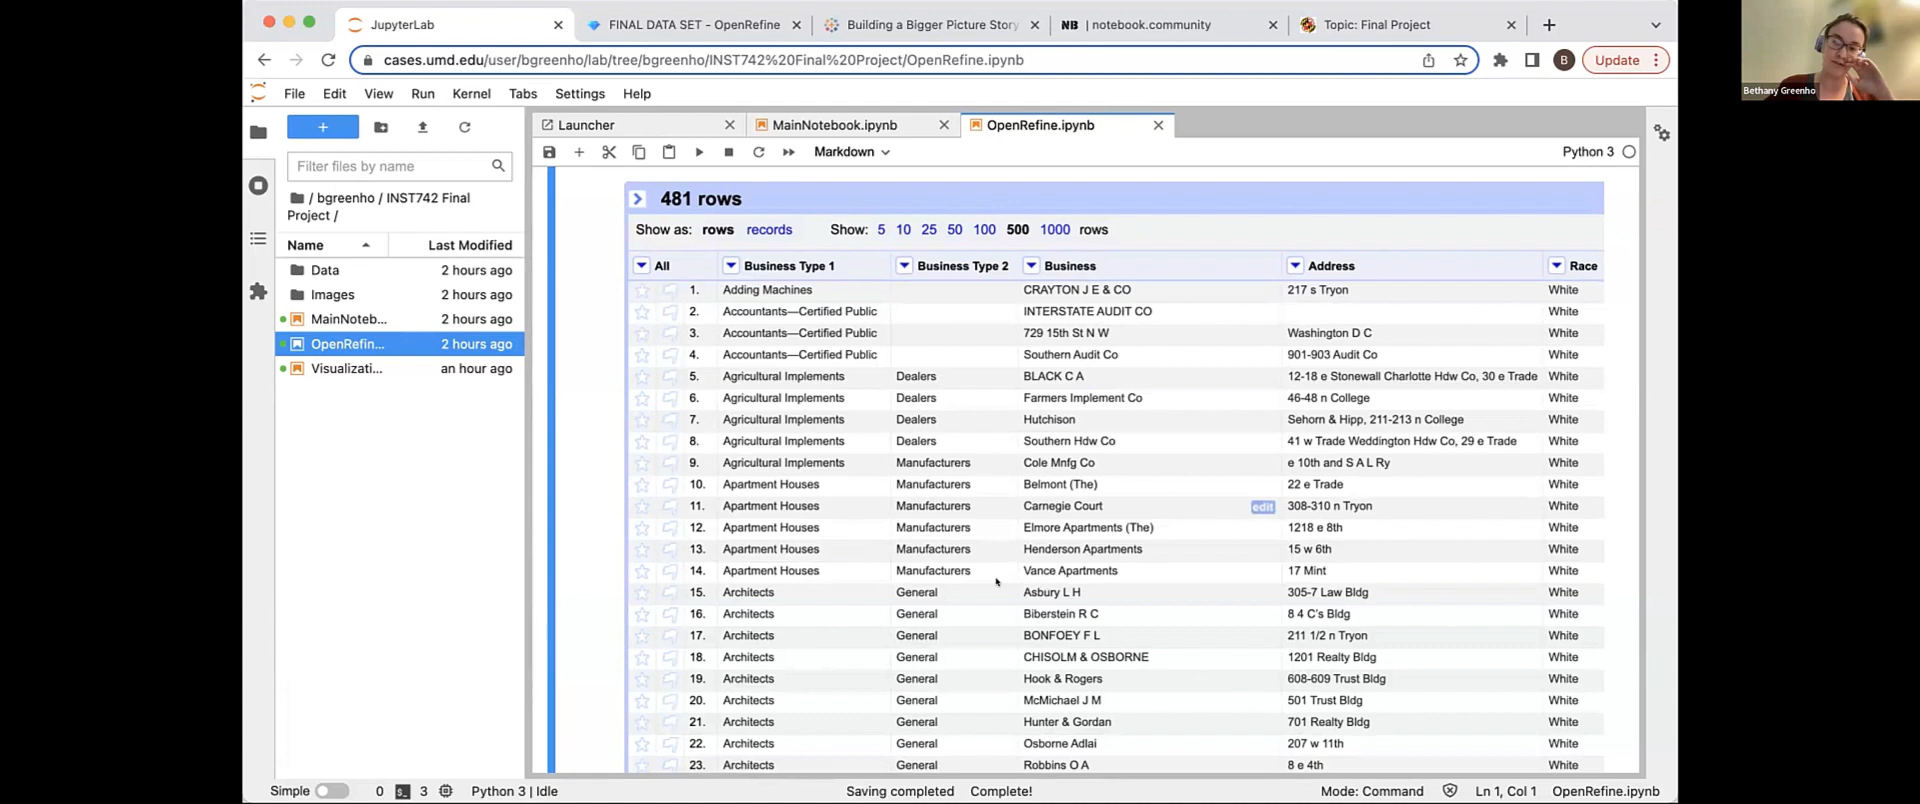 JupyterLab
FINAL DATA SET - OpenRefine
Building a Bigger Picture Story
NB | notebook.community
Topic: Final Project
cases.umd.edu/user/bgreenho/lab/tree/bgreenho/INST742%20Final%20Project/OpenRefine.ipynb
B
Update
Bethany Greenho
File Edit View Run Kernel Tabs Settings Help
Launcher
MainNotebook.ipynb
OpenRefine.ipynb
Markdown
Python 3
Filter files by name
/ bgreenho / INST742 Final
Project /
Name Last Modified
Data 2 hours ago
Images 2 hours ago
MainNoteb... 2 hours ago
OpenRefin... 2 hours ago
Visualizati... an hour ago
481 rows
Show as: rows records Show: 5 10 25 50 100 500 1000 rows
All Business Type 1 Business Type 2 Business Address Race
1. Adding Machines CRAYTON J E & CO 217 s Tryon White
2. Accountants—Certified Public INTERSTATE AUDIT CO White
3. Accountants—Certified Public 729 15th St N W Washington D C White
4. Accountants—Certified Public Southern Audit Co 901-903 Audit Co White
5. Agricultural Implements Dealers BLACK C A 12-18 e Stonewall Charlotte Hdw Co, 30 e Trade White
6. Agricultural Implements Dealers Farmers Implement Co 46-48 n College White
7. Agricultural Implements Dealers Hutchison Sehorn & Hipp, 211-213 n College White
8. Agricultural Implements Dealers Southern Hdw Co 41 w Trade Weddington Hdw Co, 29 e Trade White
9. Agricultural Implements Manufacturers Cole Mnfg Co e 10th and S A L Ry White
10. Apartment Houses Manufacturers Belmont (The) 22 e Trade White
11. Apartment Houses Manufacturers Carnegie Court edit 308-310 n Tryon White
12. Apartment Houses Manufacturers Elmore Apartments (The) 1218 e 8th White
13. Apartment Houses Manufacturers Henderson Apartments 15 w 6th White
14. Apartment Houses Manufacturers Vance Apartments 17 Mint White
15. Architects General Asbury L H 305-7 Law Bldg White
16. Architects General Biberstein R C 8 4 C's Bldg White
17. Architects General BONFOEY F L 211 1/2 n Tryon White
18. Architects General CHISOLM & OSBORNE 1201 Realty Bldg White
19. Architects General Hook & Rogers 608-609 Trust Bldg White
20. Architects General McMichael J M 501 Trust Bldg White
21. Architects General Hunter & Gordan 701 Realty Bldg White
22. Architects General Osborne Adlai 207 w 11th White
23. Architects General Robbins O A 8 e 4th White
Simple 0 3 Python 3 | Idle Saving completed Complete! Mode: Command Ln 1, Col 1 OpenRefine.ipynb